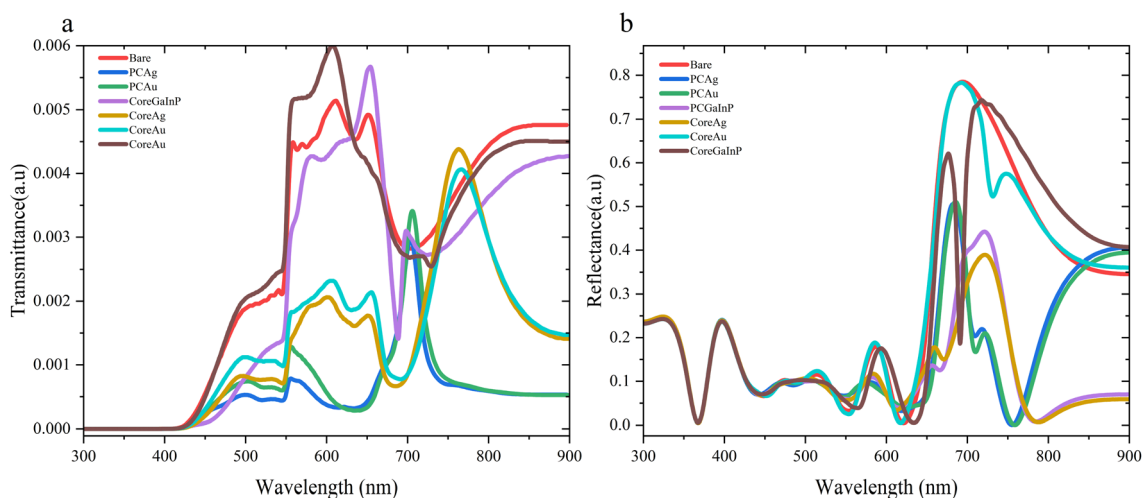 a
b
0.006
0.005
0.004
0.003
0.002
0.001
0.000
Transmittance(a.u)
Bare
PCAg
PCAu
CoreGaInP
CoreAg
CoreAu
CoreAu
300
400
500
600
700
800
900
Wavelength (nm)
0.8
0.7
0.6
0.5
0.4
0.3
0.2
0.1
0.0
Reflectance(a.u)
Bare
PCAg
PCAu
PCGaInP
CoreAg
CoreAu
CoreGaInP
300
400
500
600
700
800
900
Wavelength (nm)